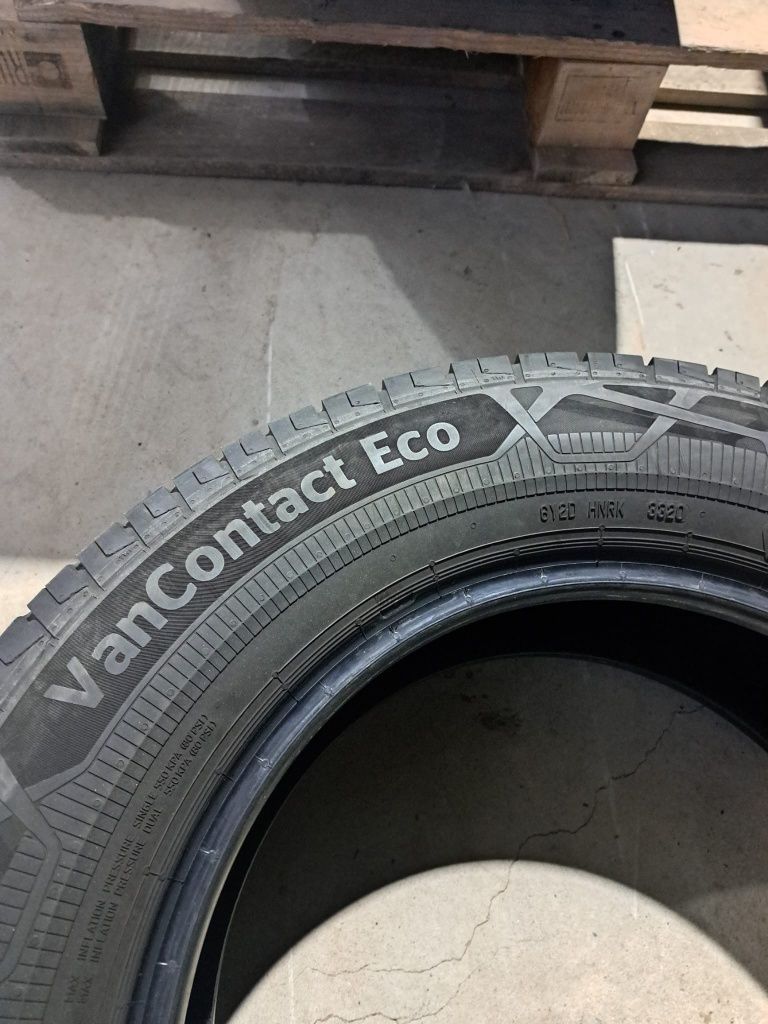 VanContact Eco
6Y2D HNRK 3320
MAX INFLATION PRESSURE SINGLE 550 KPA (80 PSI)
MAX INFLATION PRESSURE DUAL 550 KPA (80 PSI)